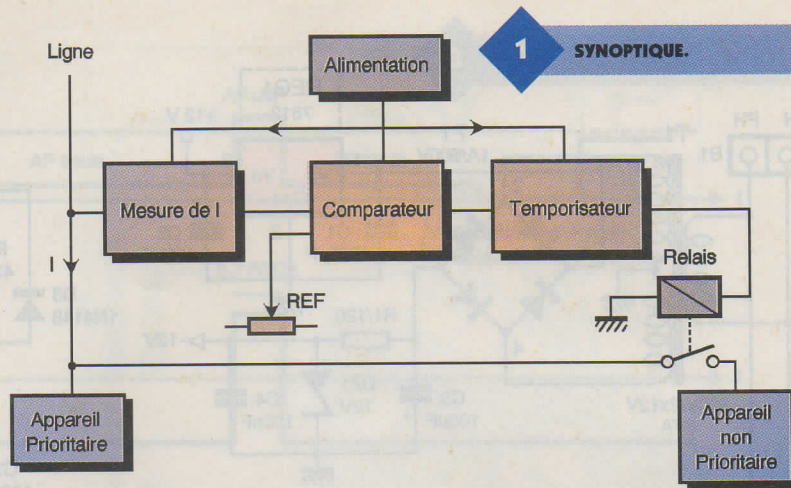 Ligne
Alimentation
1 SYNOPTIQUE.
Mesure de I
Comparateur
Temporisateur
I
REF
Relais
Appareil
Prioritaire
Appareil
non
Prioritaire